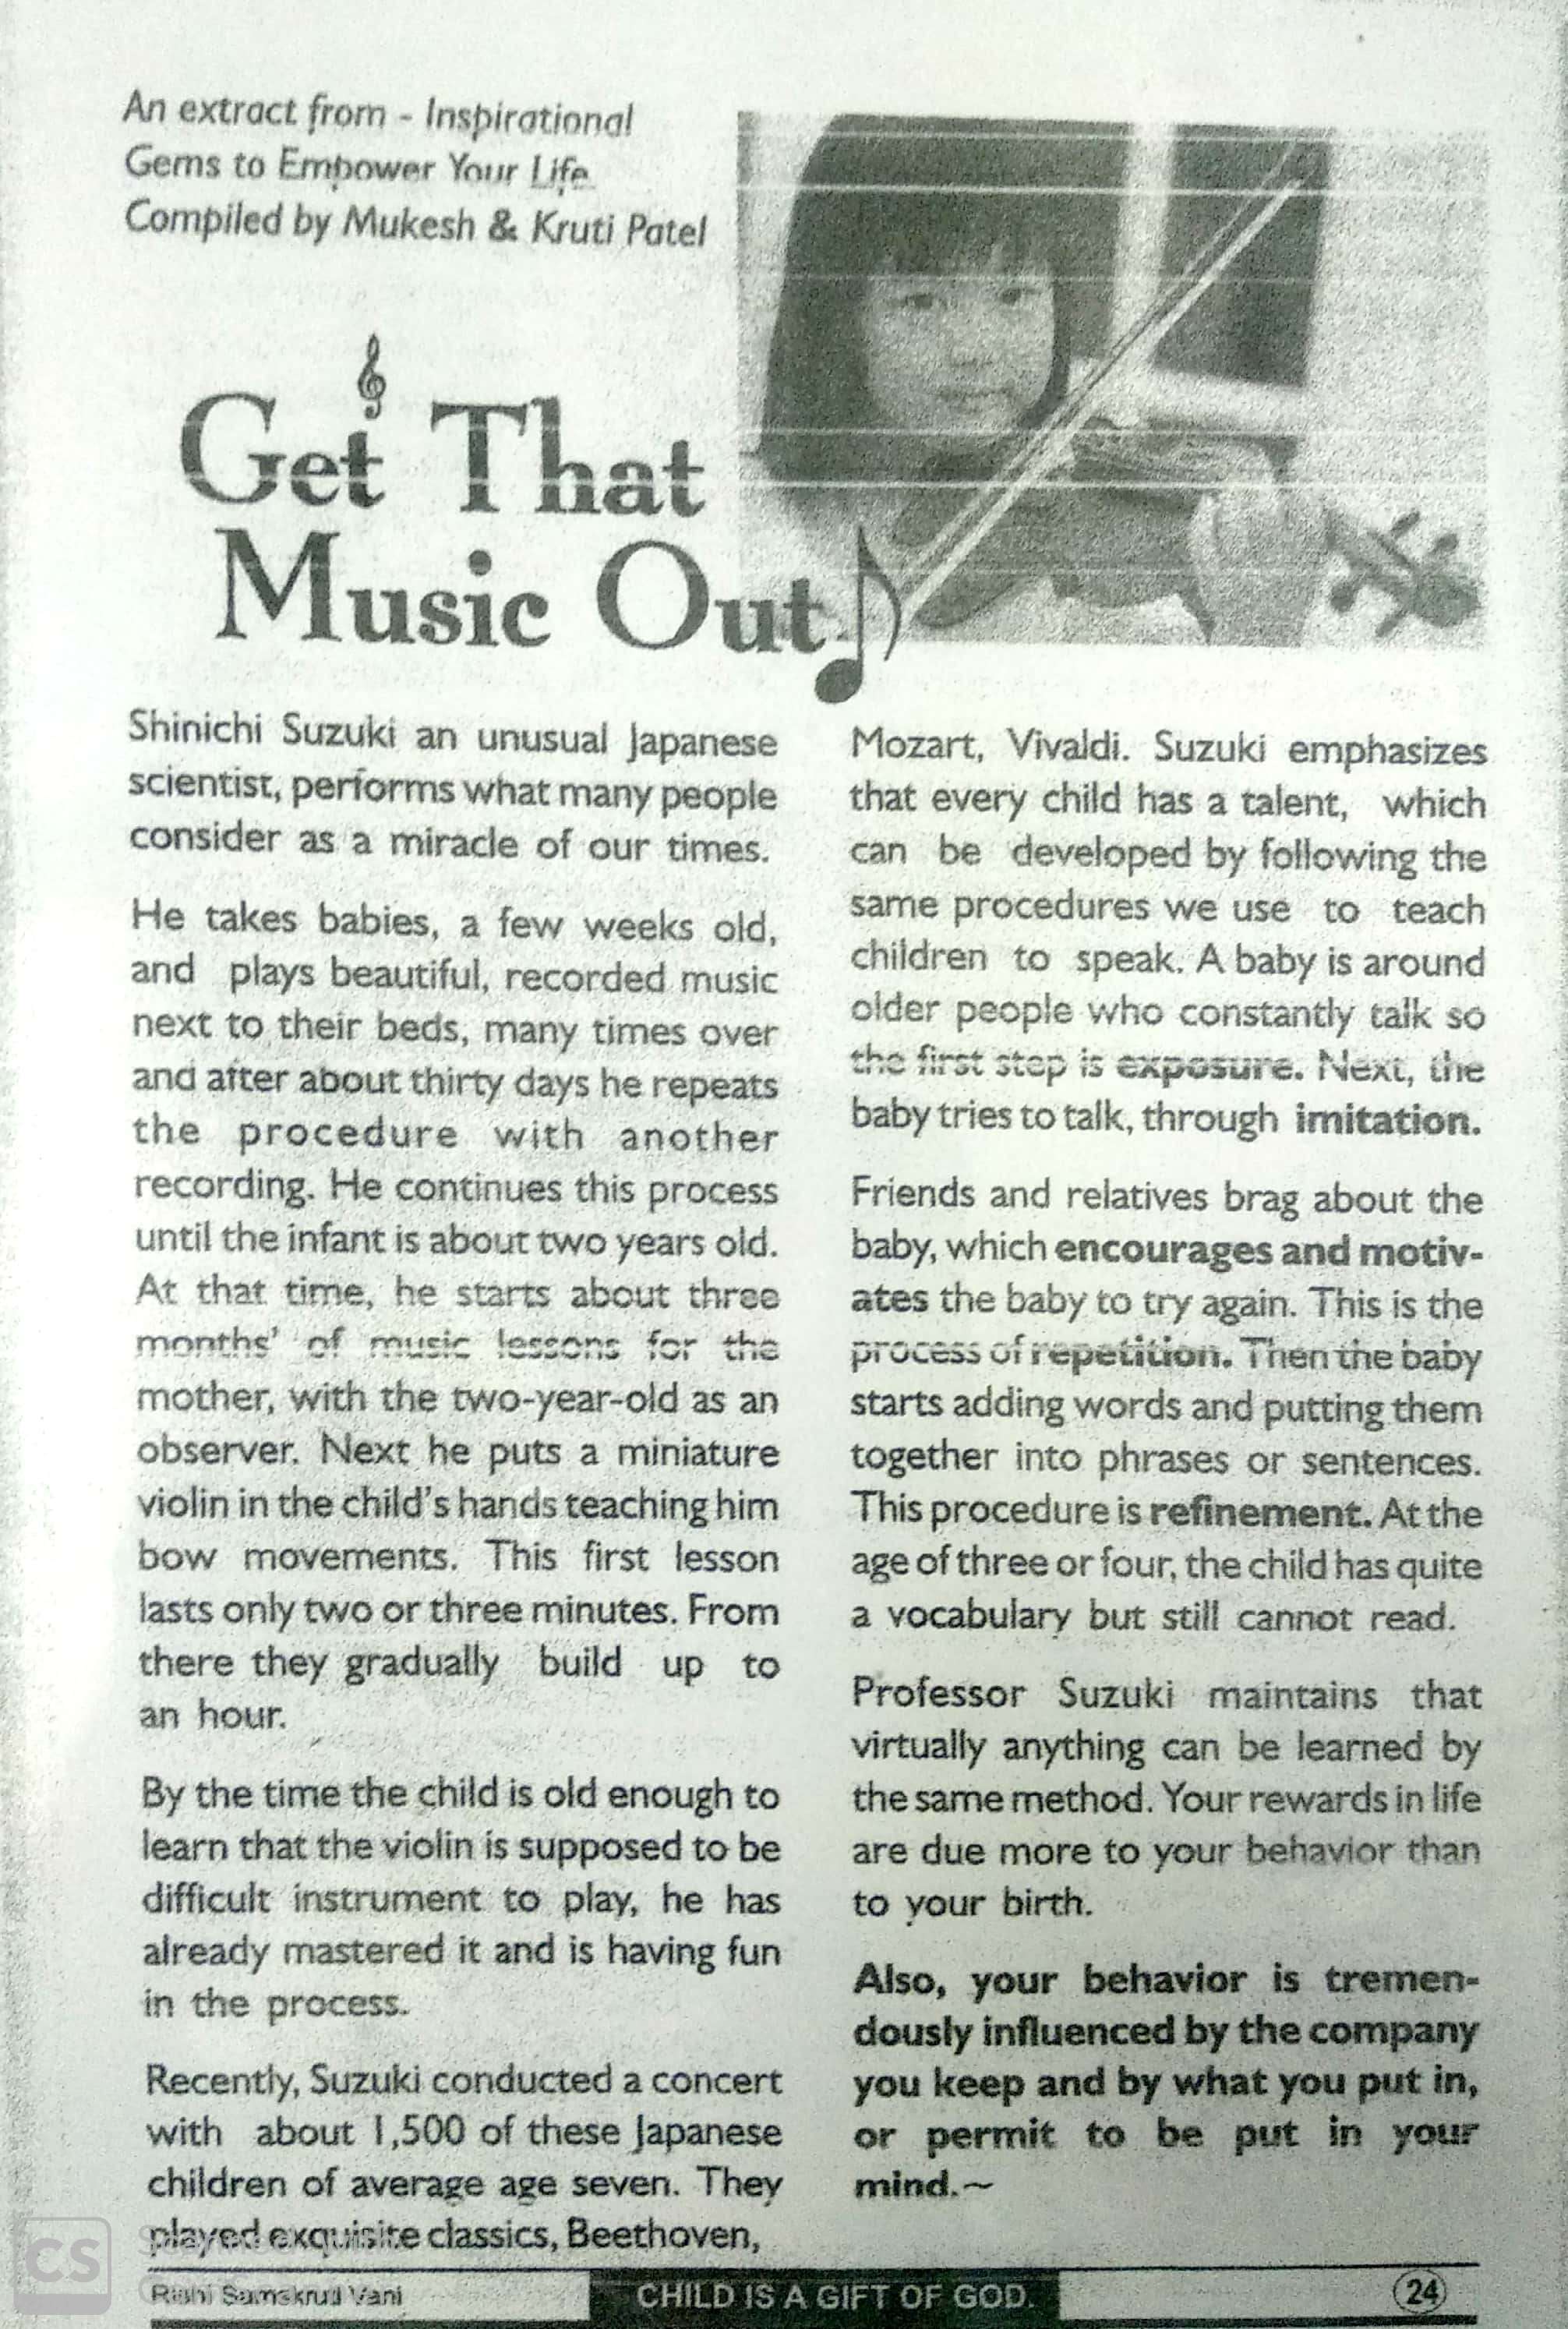 An extract from - Inspirational
Gems to Empower Your Life
Compiled by Mukesh & Kruti Patel
Get That
Music Out
Shinichi Suzuki an unusual Japanese
scientist, performs what many people
consider as a miracle of our times.
He takes babies, a few weeks old,
and plays beautiful, recorded music
next to their beds, many times over
and after about thirty days he repeats
the procedure with another
recording. He continues this process
until the infant is about two years old.
At that time, he starts about three
months' of music lessons for the
mother, with the two-year-old as an
observer. Next he puts a miniature
violin in the child's hands teaching him
bow movements. This first lesson
lasts only two or three minutes. From
there they gradually build up to
an hour.
By the time the child is old enough to
learn that the violin is supposed to be
difficult instrument to play, he has
already mastered it and is having fun
in the process.
Recently, Suzuki conducted a concert
with about 1,500 of these Japanese
children of average age seven. They
played exquisite classics, Beethoven,
Mozart, Vivaldi. Suzuki emphasizes
that every child has a talent, which
can be developed by following the
same procedures we use to teach
children to speak. A baby is around
older people who constantly talk so
the first step is exposure. Next, the
baby tries to talk, through imitation.
Friends and relatives brag about the
baby, which encourages and motiv-
ates the baby to try again. This is the
process of repetition. Then the baby
starts adding words and putting them
together into phrases or sentences.
This procedure is refinement. At the
age of three or four, the child has quite
a vocabulary but still cannot read.
Professor Suzuki maintains that
virtually anything can be learned by
the same method. Your rewards in life
are due more to your behavior than
to your birth.
Also, your behavior is tremen-
dously influenced by the company
you keep and by what you put in,
or permit to be put in your
mind.~
CS
Rishi Samskruti Vani
CHILD IS A GIFT OF GOD.
24